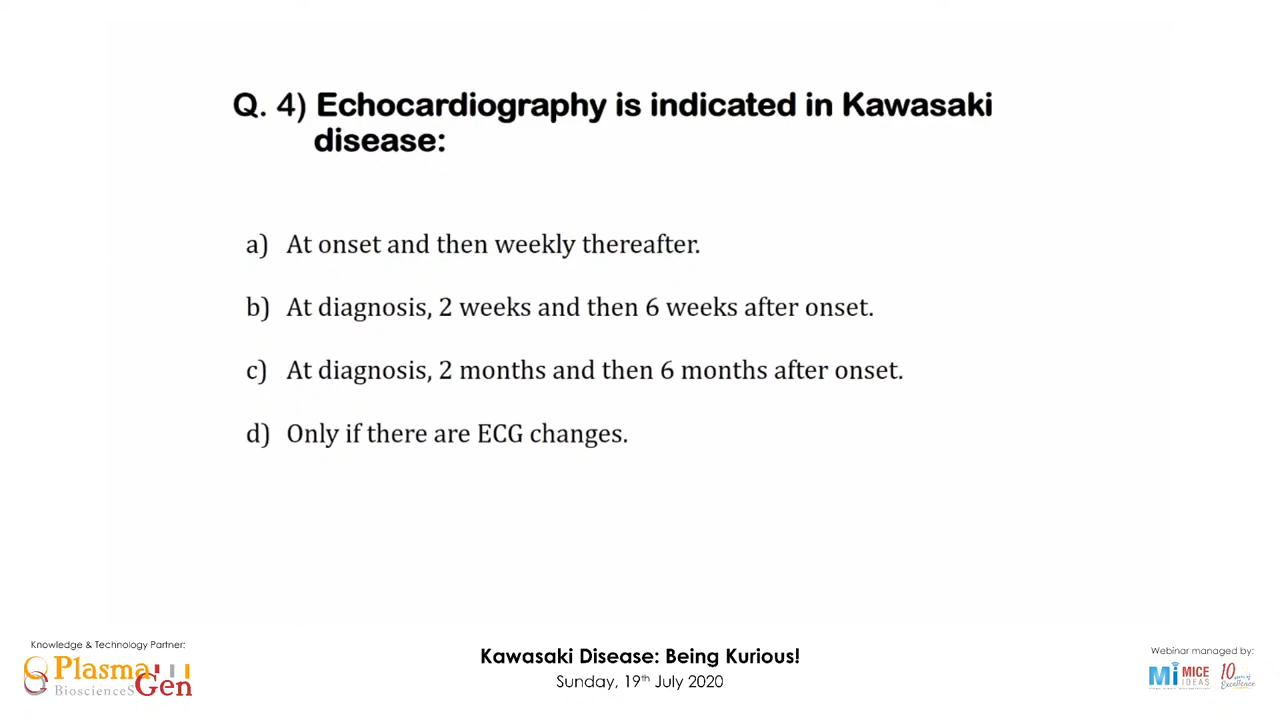 Q. 4) Echocardiography is indicated in Kawasaki
disease:
a) At onset and then weekly thereafter.
b) At diagnosis, 2 weeks and then 6 weeks after onset.
c) At diagnosis, 2 months and then 6 months after onset.
d) Only if there are ECG changes.
Knowledge & Technology Partner:
PlasmaGen
BioscienceS
Kawasaki Disease: Being Kurious!
Sunday, 19th July 2020
Webinar managed by:
Mi MICE
IDEAS
10 years of
Excellence